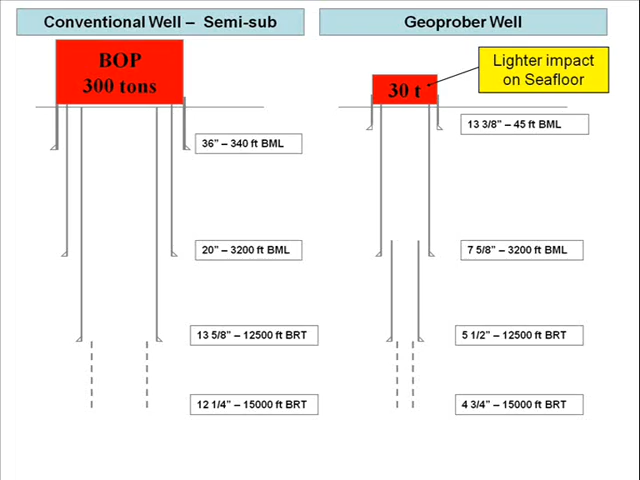 Conventional Well – Semi-sub
Geoprober Well
BOP
300 tons
30 t
Lighter impact
on Seafloor
36” – 340 ft BML
13 3/8” – 45 ft BML
20” – 3200 ft BML
7 5/8” – 3200 ft BML
13 5/8” – 12500 ft BRT
5 1/2” – 12500 ft BRT
12 1/4” – 15000 ft BRT
4 3/4” – 15000 ft BRT